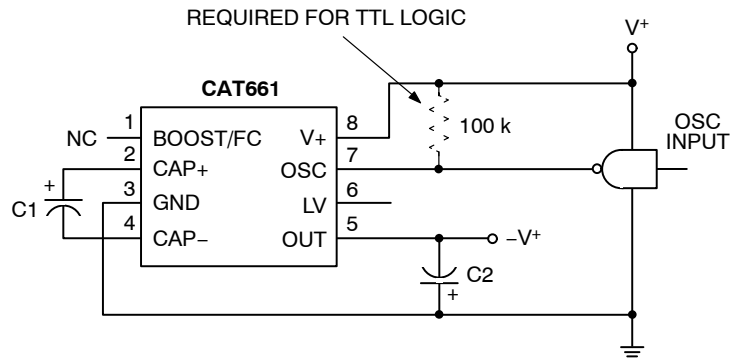 REQUIRED FOR TTL LOGIC
V+
CAT661
1 BOOST/FC V+ 8
NC
100 k
OSC
INPUT
2 CAP+ OSC 7
+
C1
3 GND LV 6
4 CAP− OUT 5
−V+
C2
+